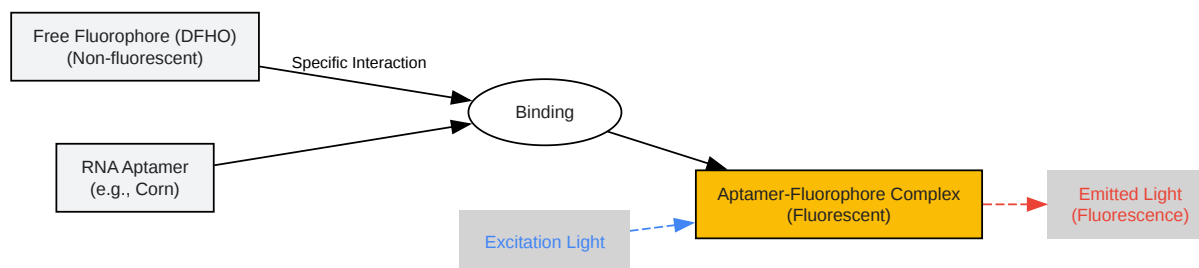 Free Fluorophore (DFHO)
(Non-fluorescent)
Specific Interaction
Binding
RNA Aptamer
(e.g., Corn)
Aptamer-Fluorophore Complex
(Fluorescent)
Emitted Light
(Fluorescence)
Excitation Light